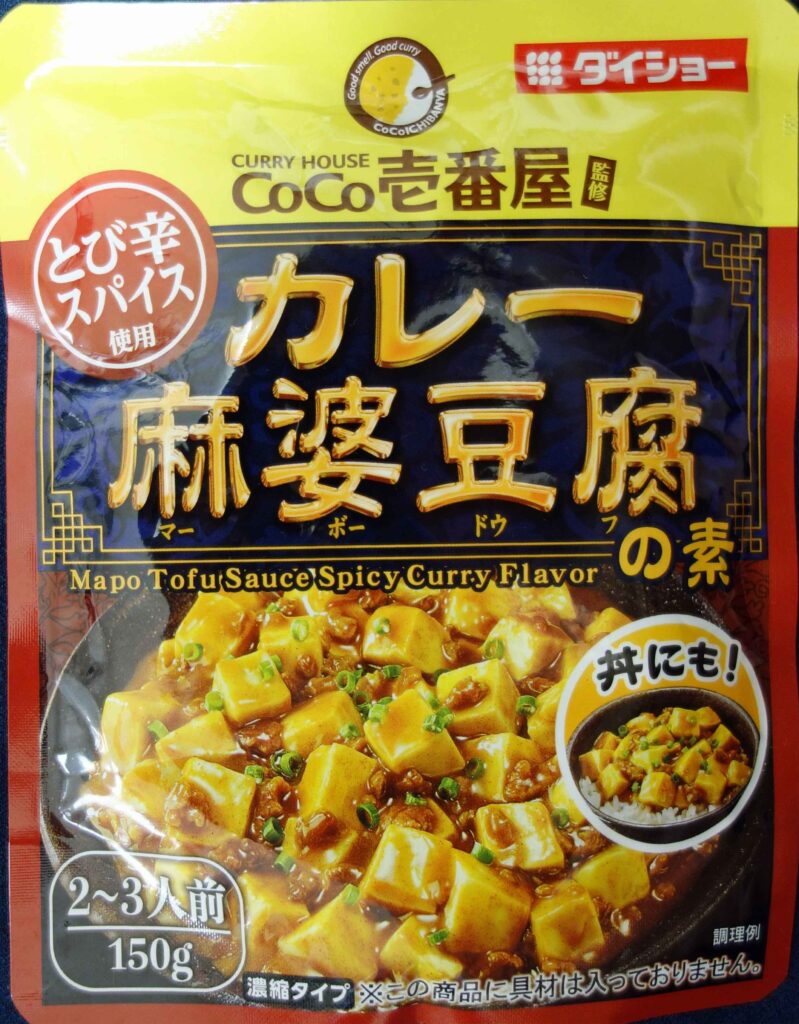 Good smell! Good curry
CoCoICHIBANYA
ダイショー
CURRY HOUSE
CoCo壱番屋 監修
とび辛
スパイス
使用
カレー
麻婆豆腐
マーボードウフ
の素
Mapo Tofu Sauce Spicy Curry Flavor
丼にも!
2~3人前
150g
調理例
濃縮タイプ ※この商品に具材は入っておりません。